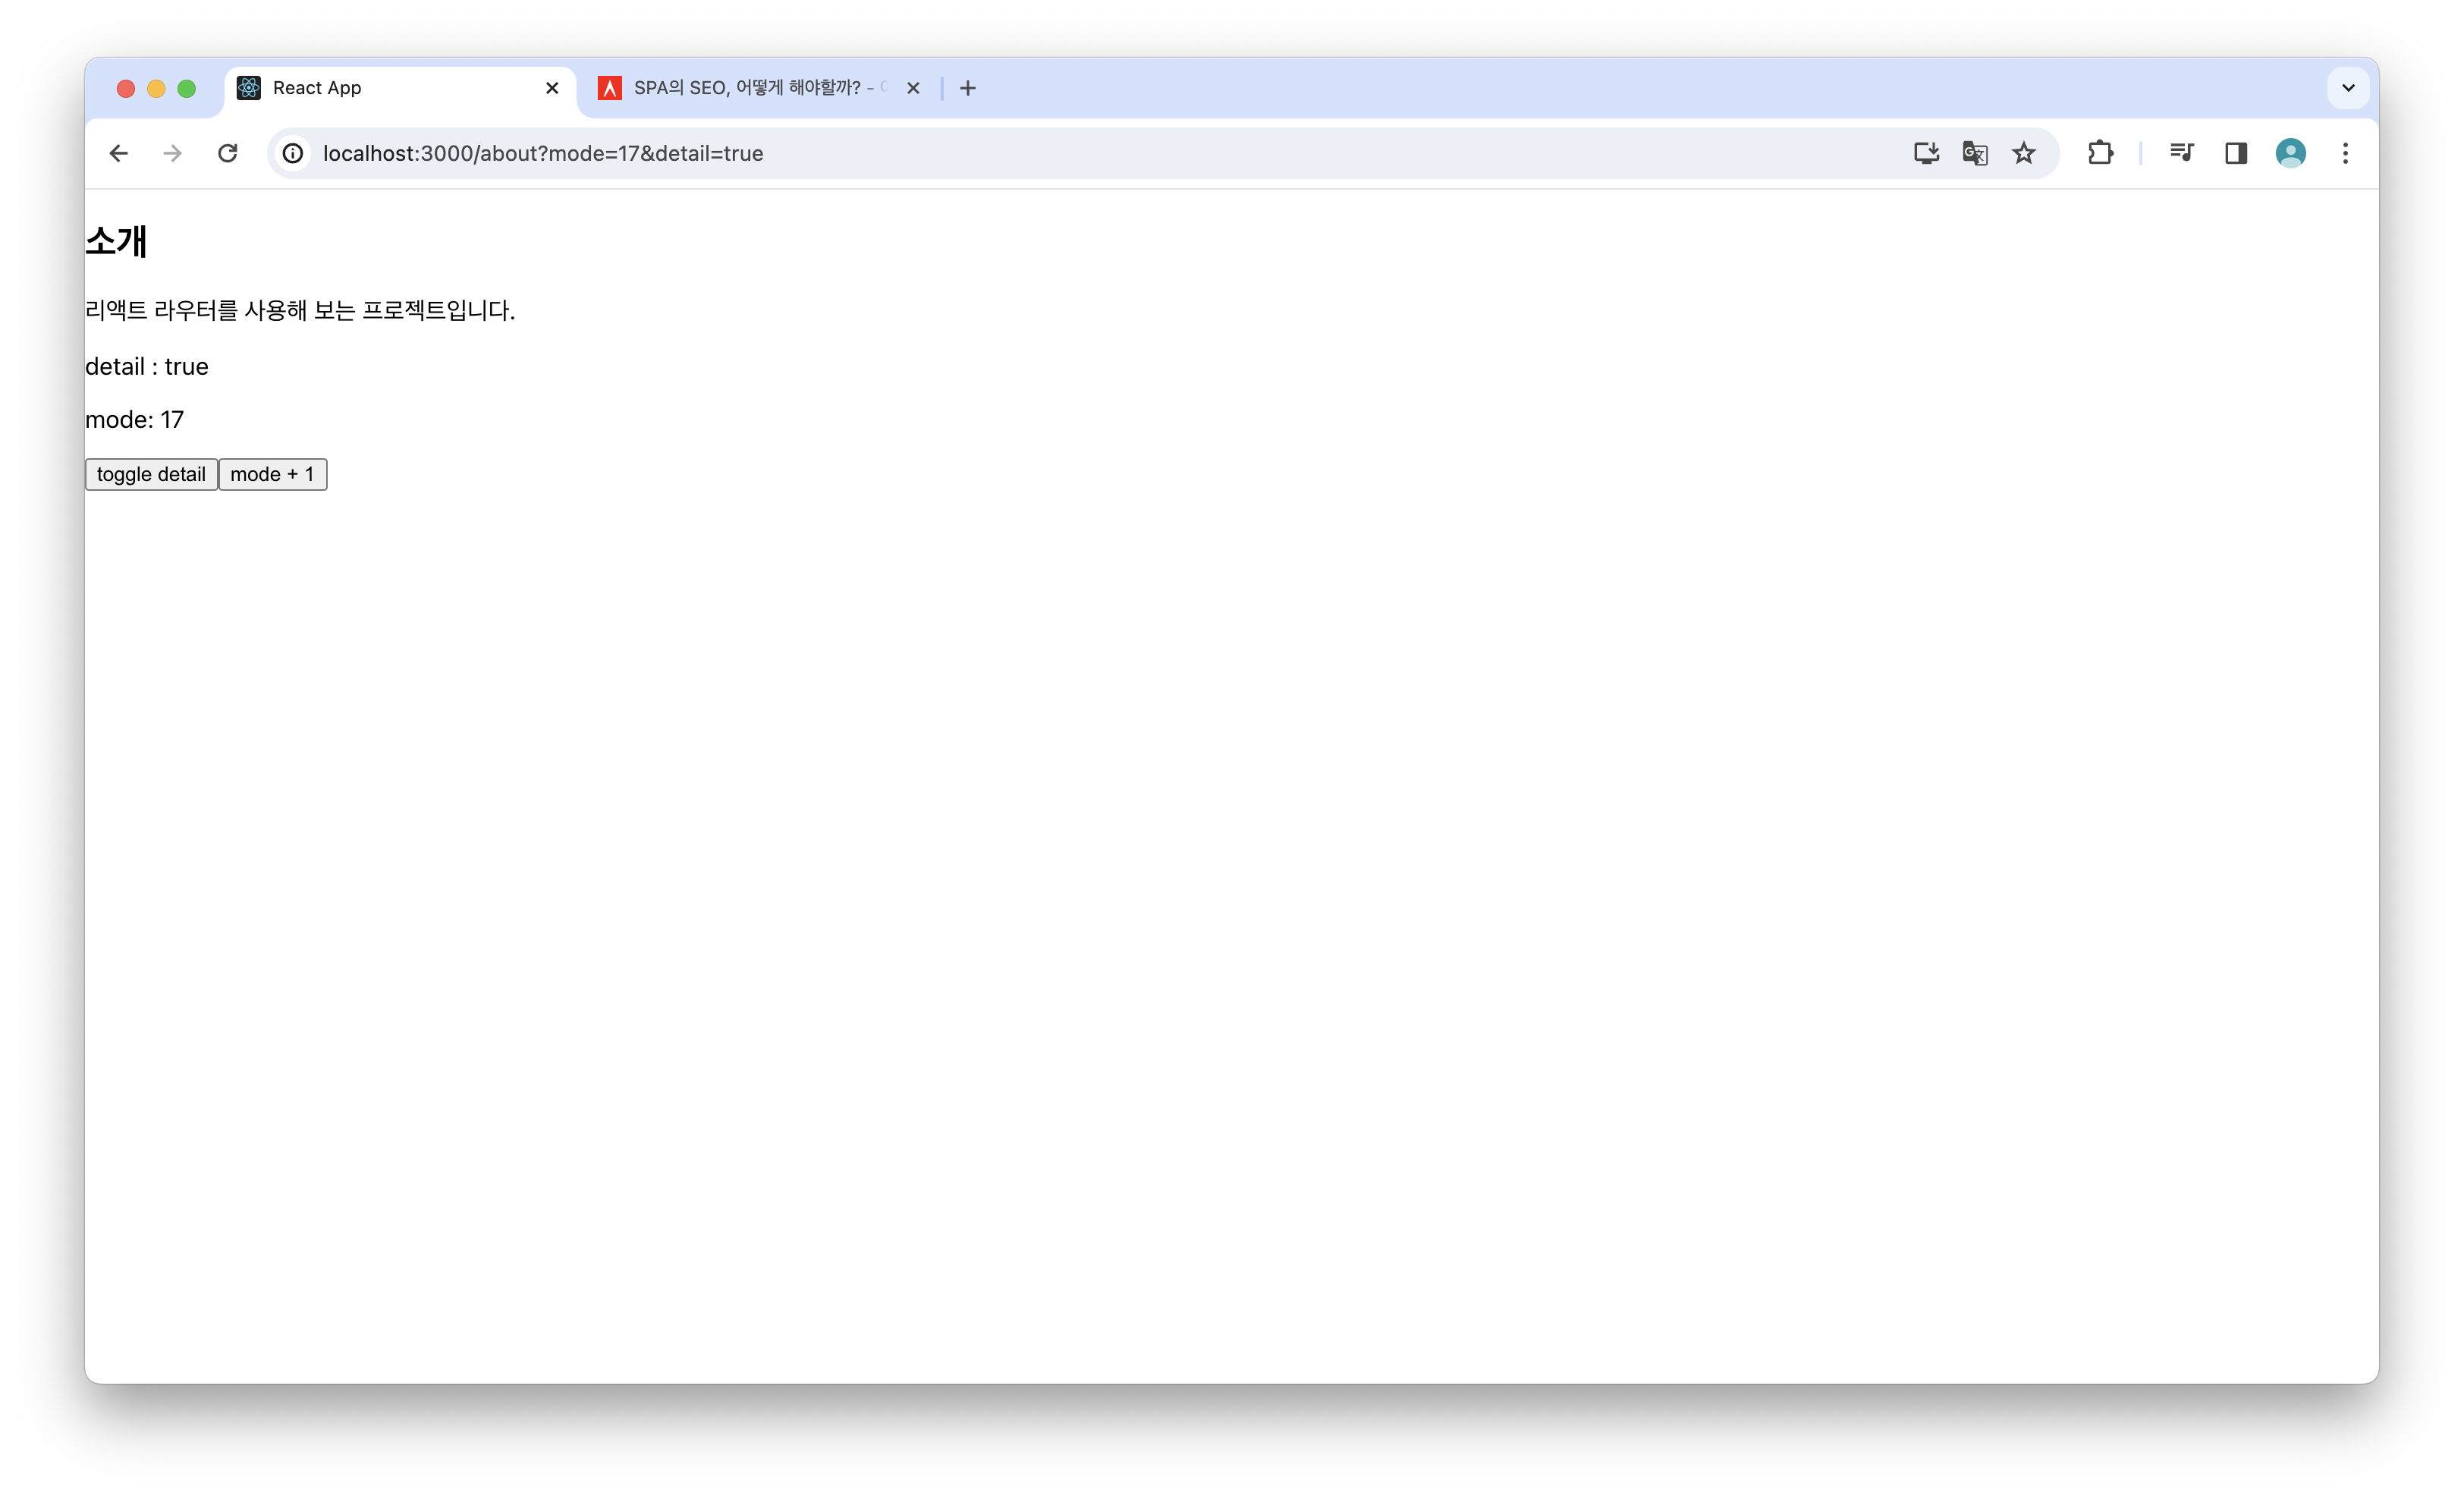 React App
SPA의 SEO, 어떻게 해야할까? -
localhost:3000/about?mode=17&detail=true
소개
리액트 라우터를 사용해 보는 프로젝트입니다.
detail : true
mode: 17
toggle detail mode + 1